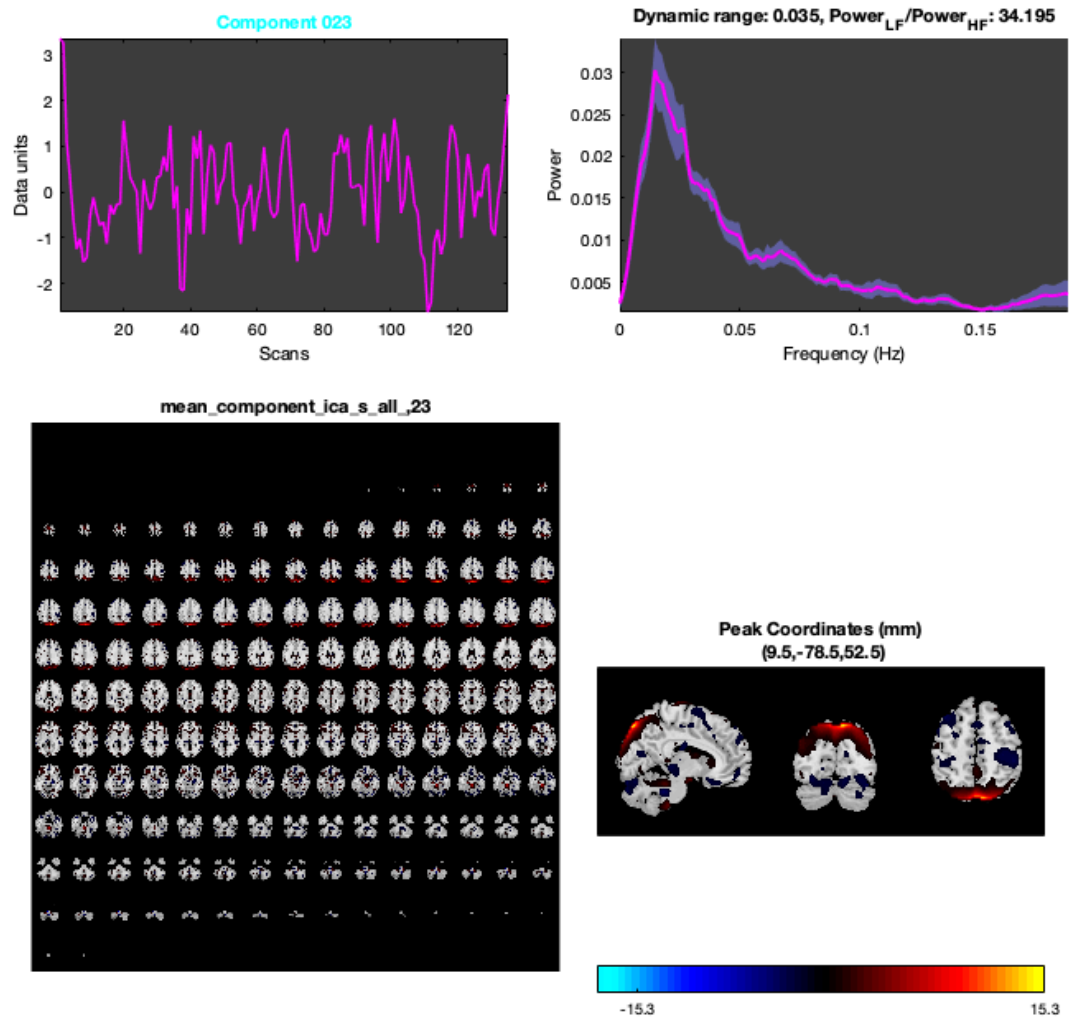 Component 023
3
2
1
0
-1
-2
Data units
20 40 60 80 100 120
Scans
Dynamic range: 0.035, Power_LF/Power_HF: 34.195
0.03
0.025
0.02
0.015
0.01
0.005
Power
0 0.05 0.1 0.15
Frequency (Hz)
mean_component_ica_s_all_,23
Peak Coordinates (mm)
(9.5,-78.5,52.5)
-15.3 15.3